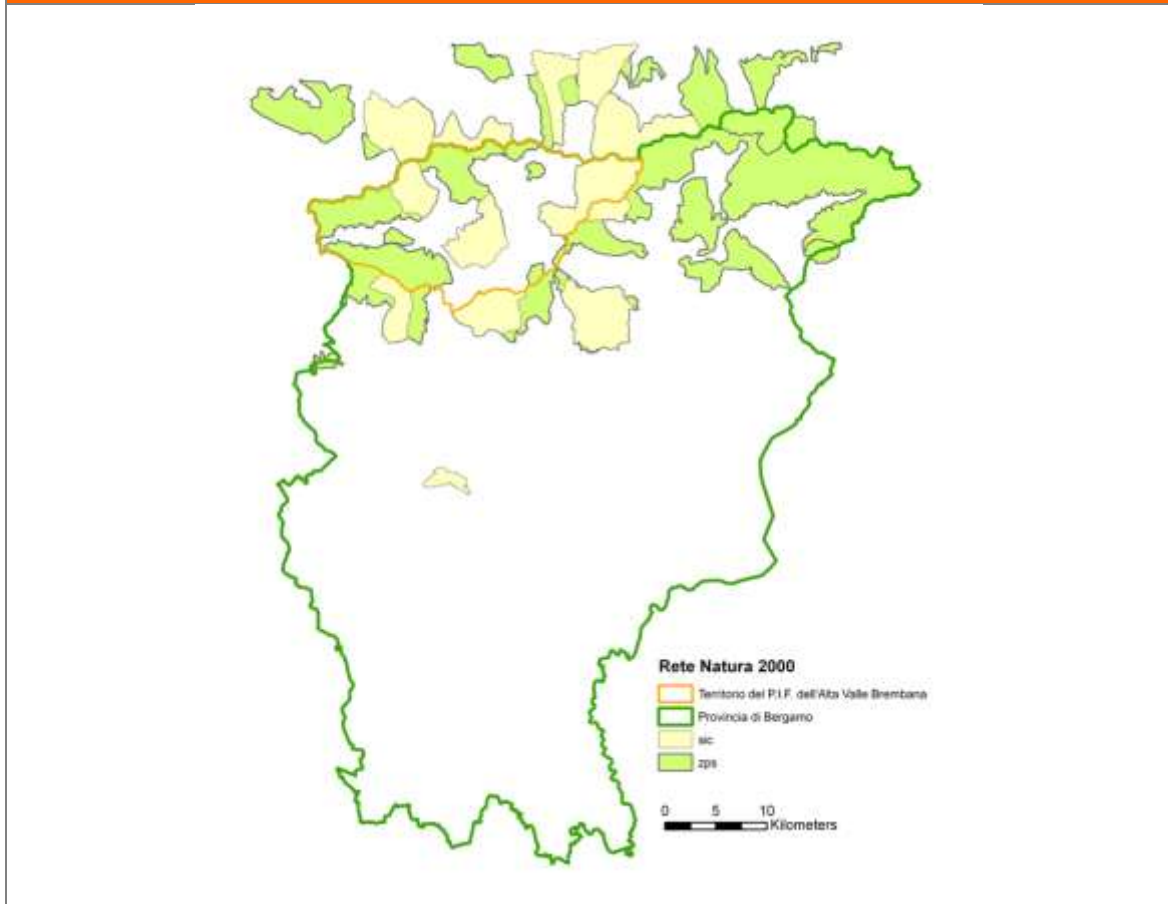 Rete Natura 2000
Territorio del P.I.F. dell'Alta Valle Brembana
Provincia di Bergamo
sic
zps
0 5 10
Kilometers